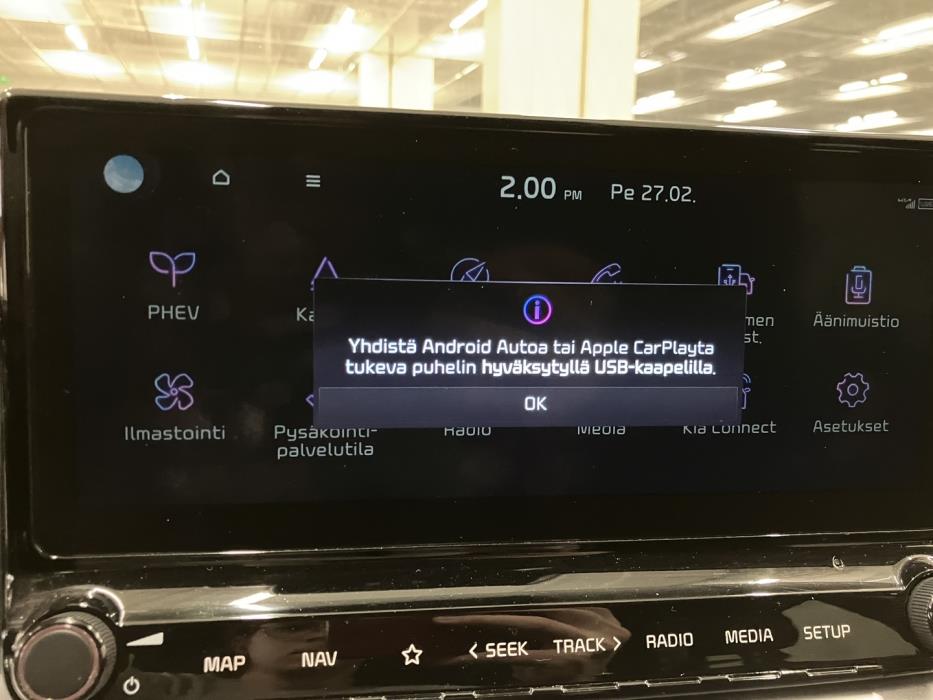 2.00 PM Pe 27.02.
PHEV
Äänimuistio
st.
Yhdistä Android Autoa tai Apple CarPlayta
tukeva puhelin hyväksytyllä USB-kaapelilla.
OK
Ilmastointi
Pysäköinti-
palvelutila
Radio
Media
Kia Connect
Asetukset
MAP
NAV
< SEEK
TRACK >
RADIO
MEDIA
SETUP